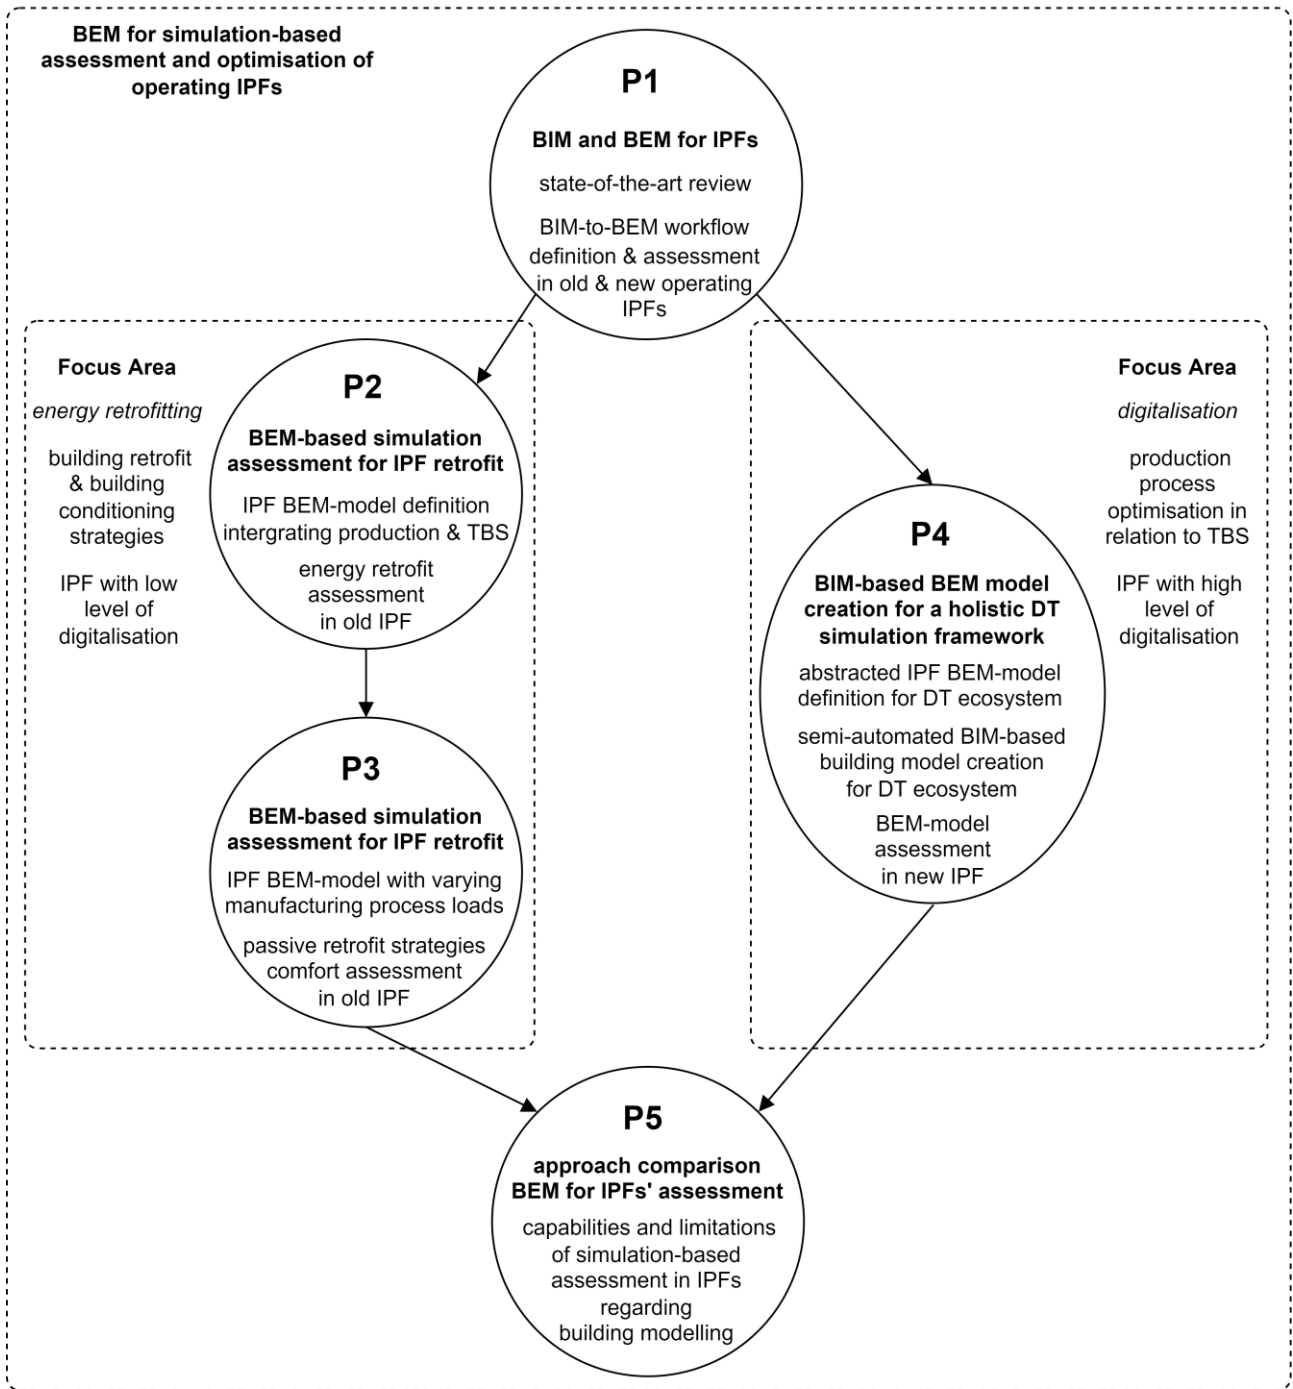 BEM for simulation-based
assessment and optimisation of
operating IPFs
P1
BIM and BEM for IPFs
state-of-the-art review
BIM-to-BEM workflow
definition & assessment
in old & new operating
IPFs
Focus Area
energy retrofitting
building retrofit
& building
conditioning
strategies
IPF with low
level of
digitalisation
P2
BEM-based simulation
assessment for IPF retrofit
IPF BEM-model definition
intergrating production & TBS
energy retrofit
assessment
in old IPF
P3
BEM-based simulation
assessment for IPF retrofit
IPF BEM-model with varying
manufacturing process loads
passive retrofit strategies
comfort assessment
in old IPF
Focus Area
digitalisation
production
process
optimisation in
relation to TBS
IPF with high
level of
digitalisation
P4
BIM-based BEM model
creation for a holistic DT
simulation framework
abstracted IPF BEM-model
definition for DT ecosystem
semi-automated BIM-based
building model creation
for DT ecosystem
BEM-model
assessment
in new IPF
P5
approach comparison
BEM for IPFs' assessment
capabilities and limitations
of simulation-based
assessment in IPFs
regarding
building modelling